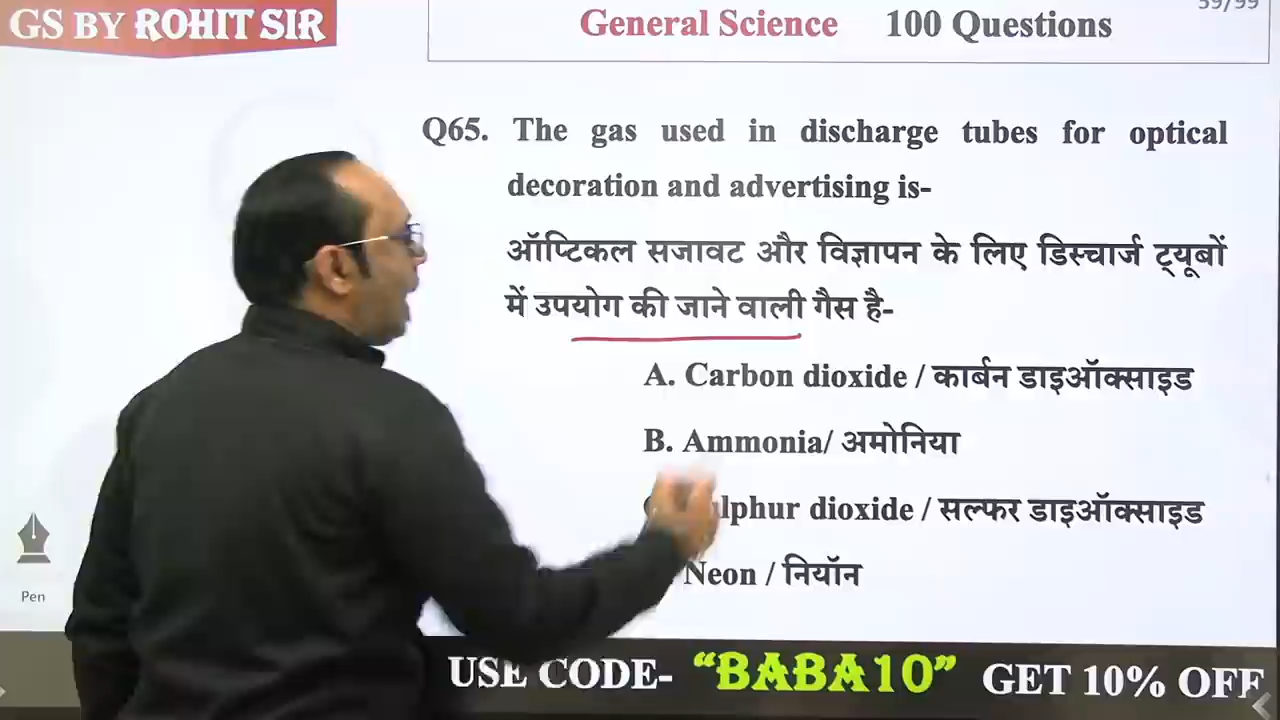 GS BY ROHIT SIR
General Science 100 Questions
59/99
Q65. The gas used in discharge tubes for optical
decoration and advertising is-
ऑप्टिकल सजावट और विज्ञापन के लिए डिस्चार्ज ट्यूबों
में उपयोग की जाने वाली गैस है-
A. Carbon dioxide / कार्बन डाइऑक्साइड
B. Ammonia/ अमोनिया
dioxide / सल्फर डाइऑक्साइड
Neon / नियॉन
Pen
USE CODE- “BABA10” GET 10% OFF